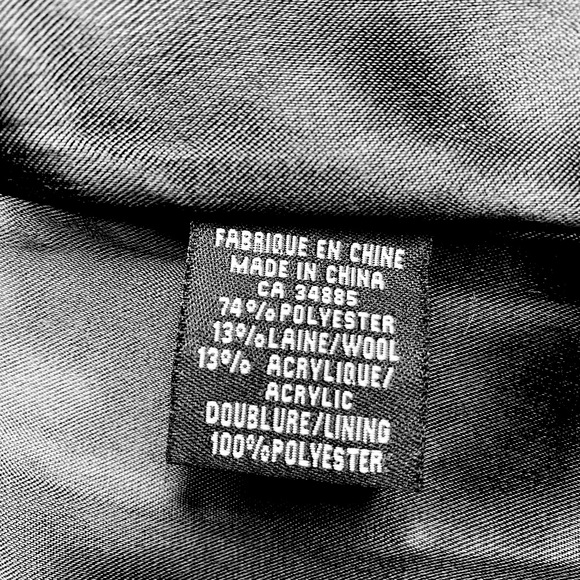 FABRIQUE EN CHINE
MADE IN CHINA
CA 34885
74%POLYESTER
13%LAINE/WOOL
13% ACRYLIQUE/
ACRYLIC
DOUBLURE/LINING
100%POLYESTER